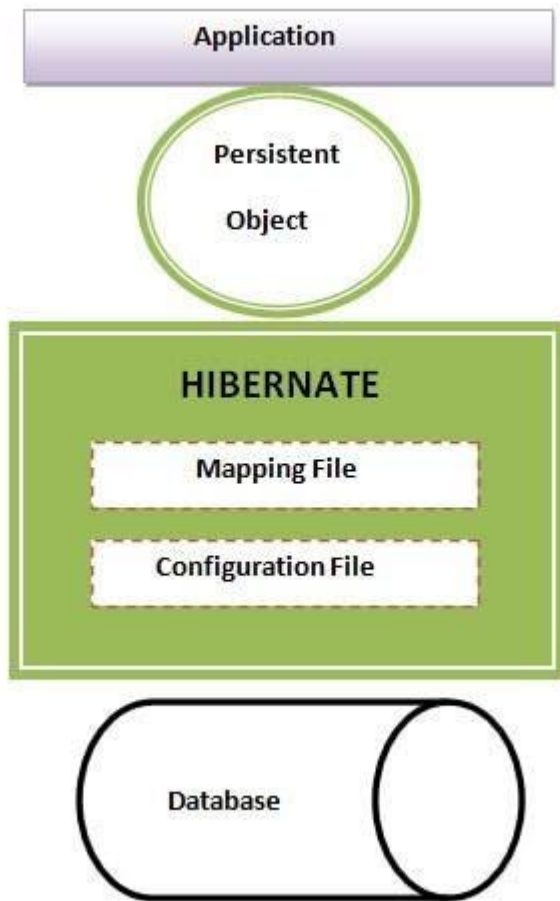 Application
Persistent
Object
HIBERNATE
Mapping File
Configuration File
Database